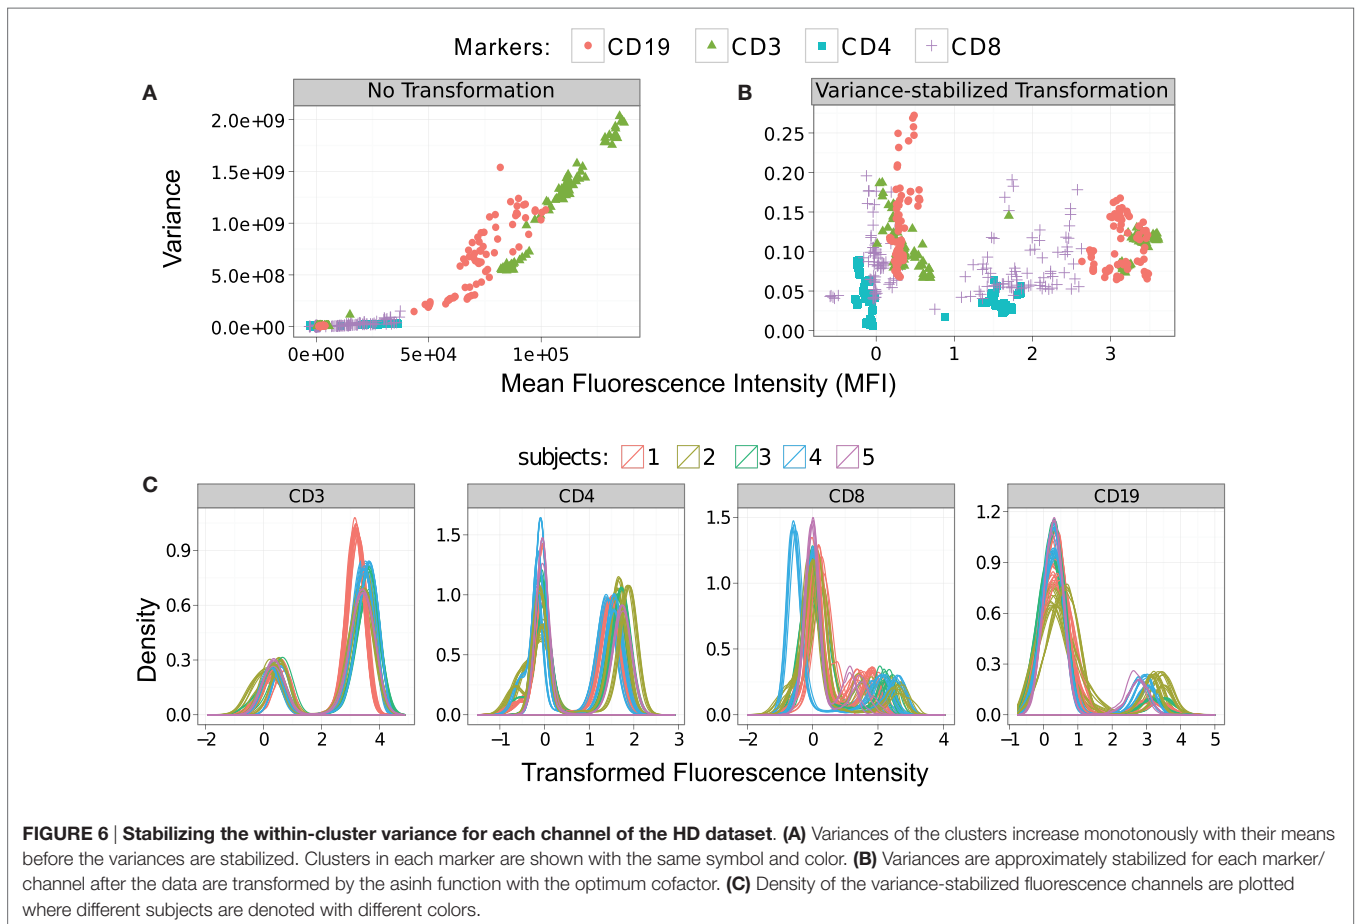 Markers: CD19 CD3 CD4 CD8
A
No Transformation
2.0e+09
1.5e+09
1.0e+09
5.0e+08
0.0e+00
Variance
0e+00 5e+04 1e+05
B
Variance-stabilized Transformation
0.25
0.20
0.15
0.10
0.05
0.00
0 1 2 3
Mean Fluorescence Intensity (MFI)
subjects: 1 2 3 4 5
C
CD3
0.9
0.6
0.3
0.0
Density
−2 0 2 4
CD4
1.5
1.0
0.5
0.0
−1 0 1 2 3
CD8
1.5
1.0
0.5
0.0
−2 0 2 4
CD19
1.2
0.9
0.6
0.3
0.0
−1 0 1 2 3 4 5
Transformed Fluorescence Intensity
FIGURE 6 | Stabilizing the within-cluster variance for each channel of the HD dataset. (A) Variances of the clusters increase monotonously with their means
before the variances are stabilized. Clusters in each marker are shown with the same symbol and color. (B) Variances are approximately stabilized for each marker/
channel after the data are transformed by the asinh function with the optimum cofactor. (C) Density of the variance-stabilized fluorescence channels are plotted
where different subjects are denoted with different colors.